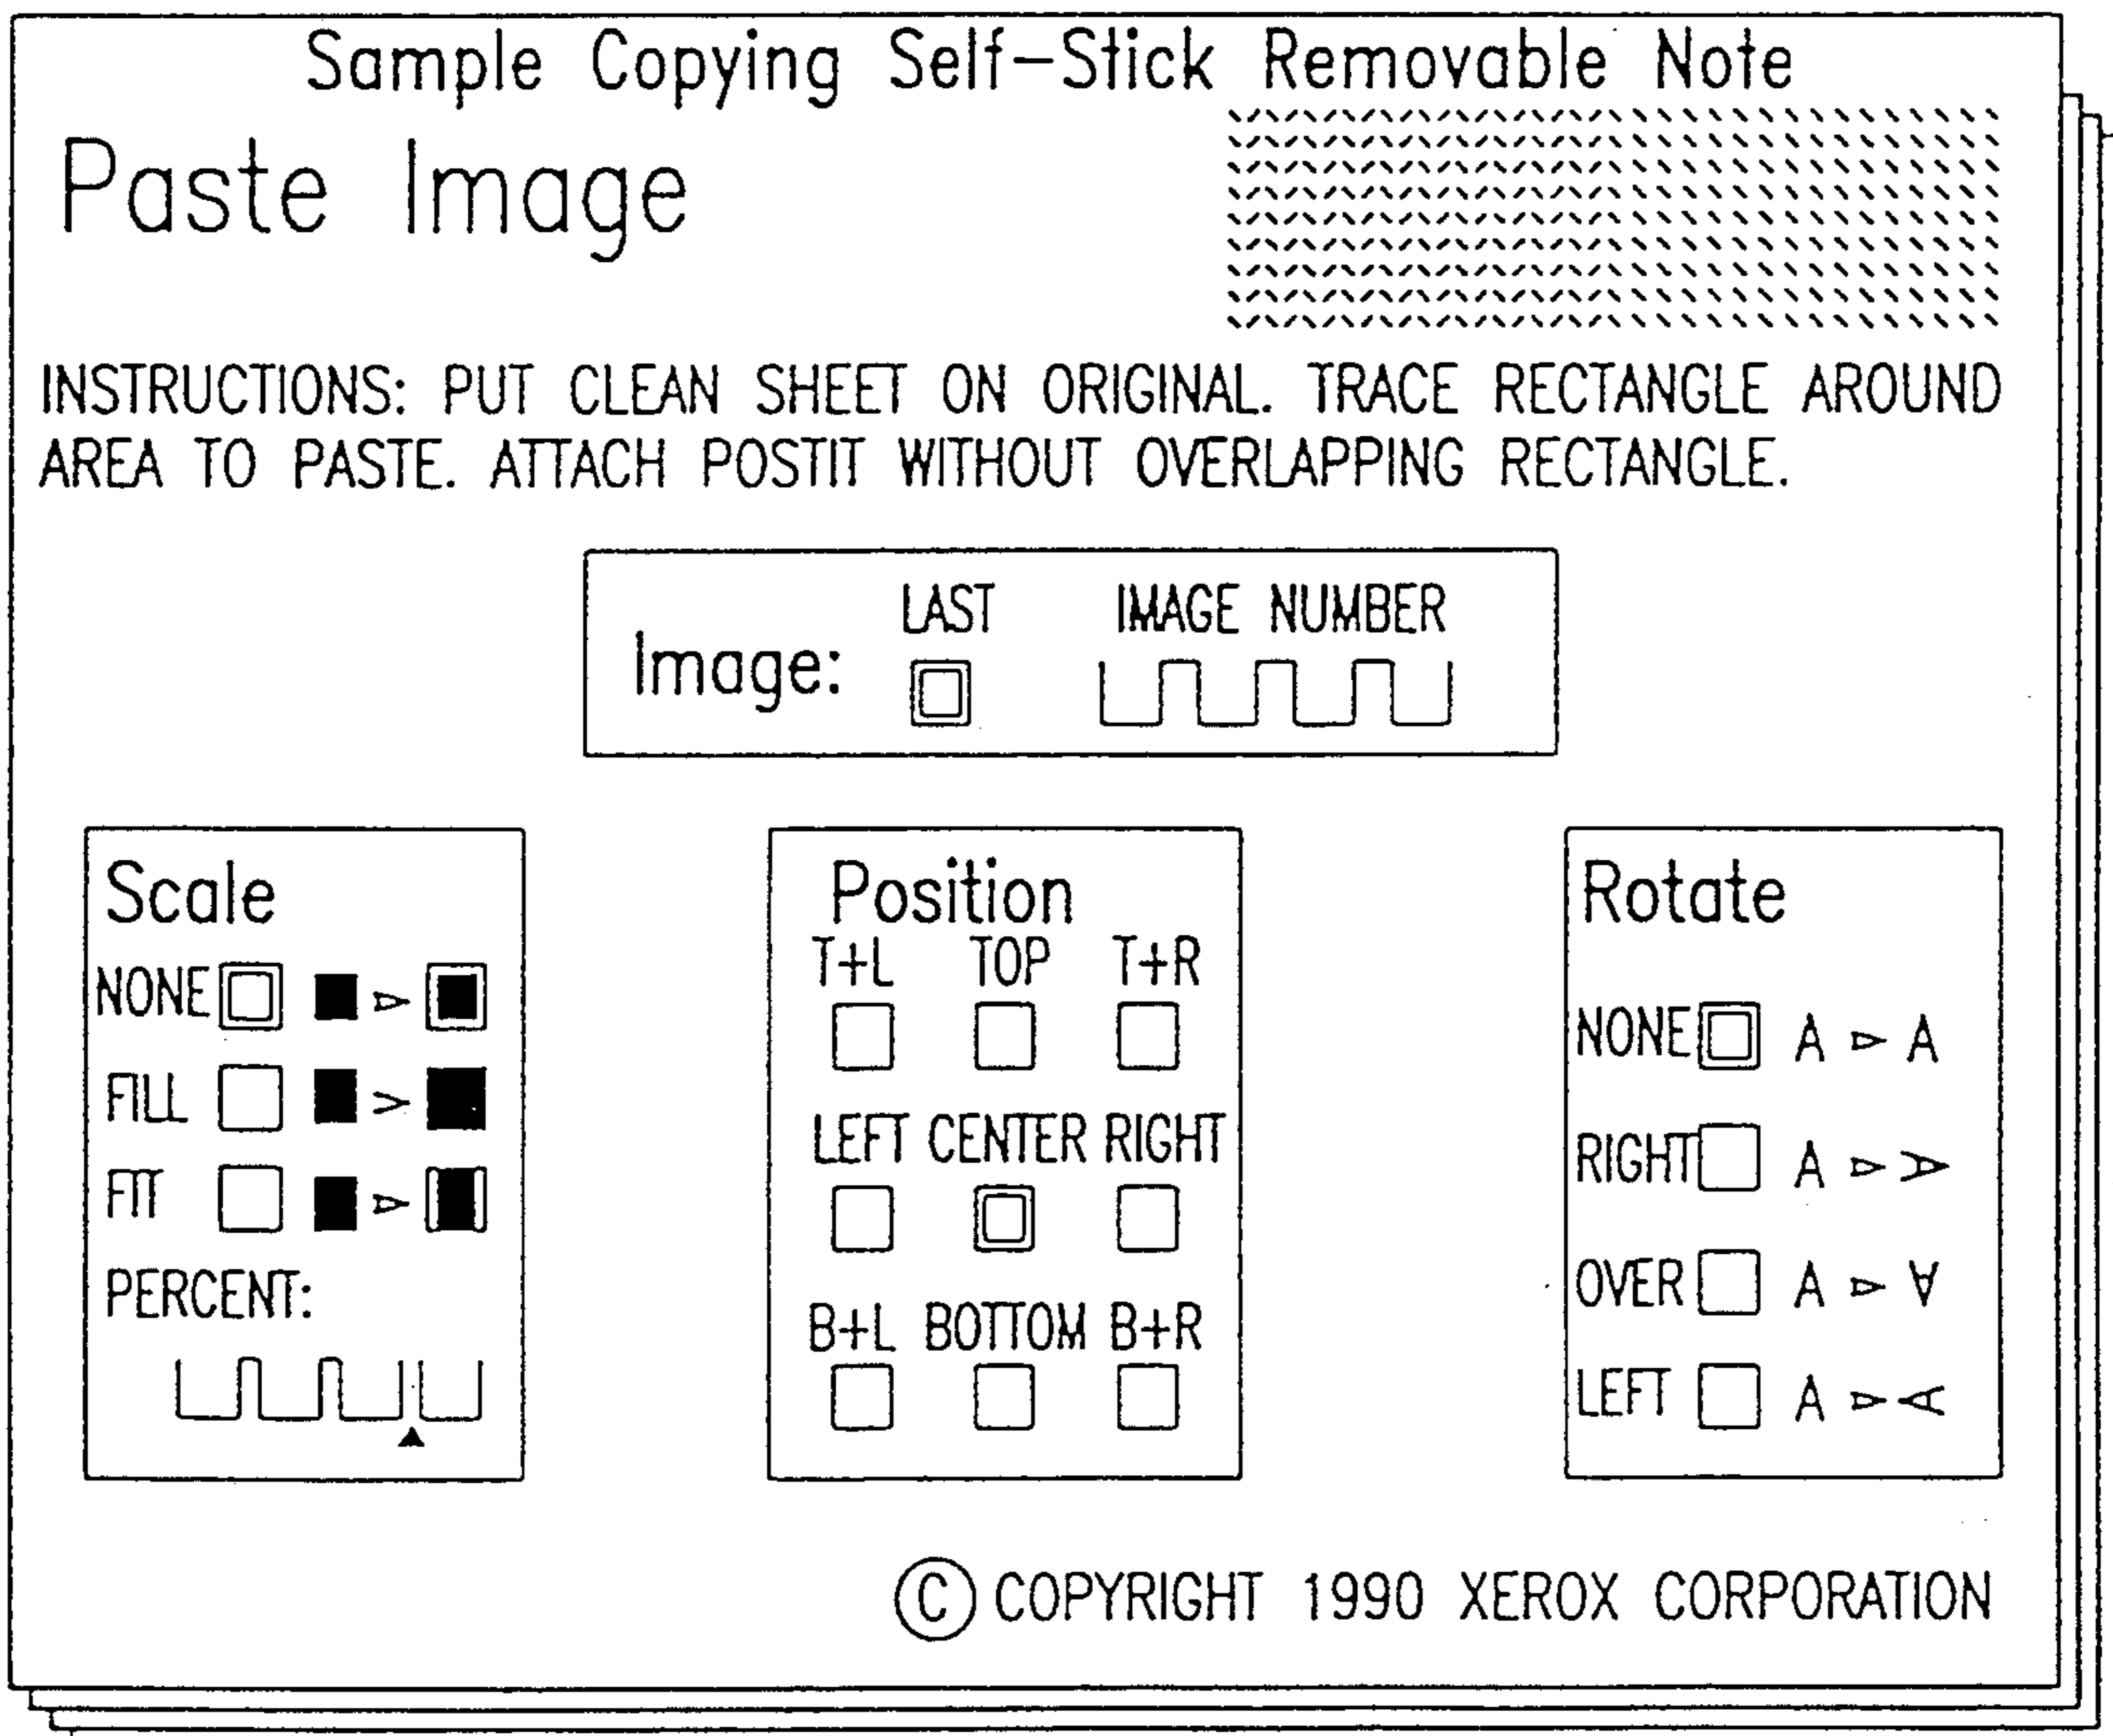 Sample Copying Self-Stick Removable Note
Paste Image
INSTRUCTIONS: PUT CLEAN SHEET ON ORIGINAL. TRACE RECTANGLE AROUND
AREA TO PASTE. ATTACH POSTIT WITHOUT OVERLAPPING RECTANGLE.
LAST IMAGE NUMBER
Image:
Scale
NONE
FILL
FIT
PERCENT:
Position
T+L TOP T+R
LEFT CENTER RIGHT
B+L BOTTOM B+R
Rotate
NONE A A
RIGHT A A
OVER A A
LEFT A A
© COPYRIGHT 1990 XEROX CORPORATION